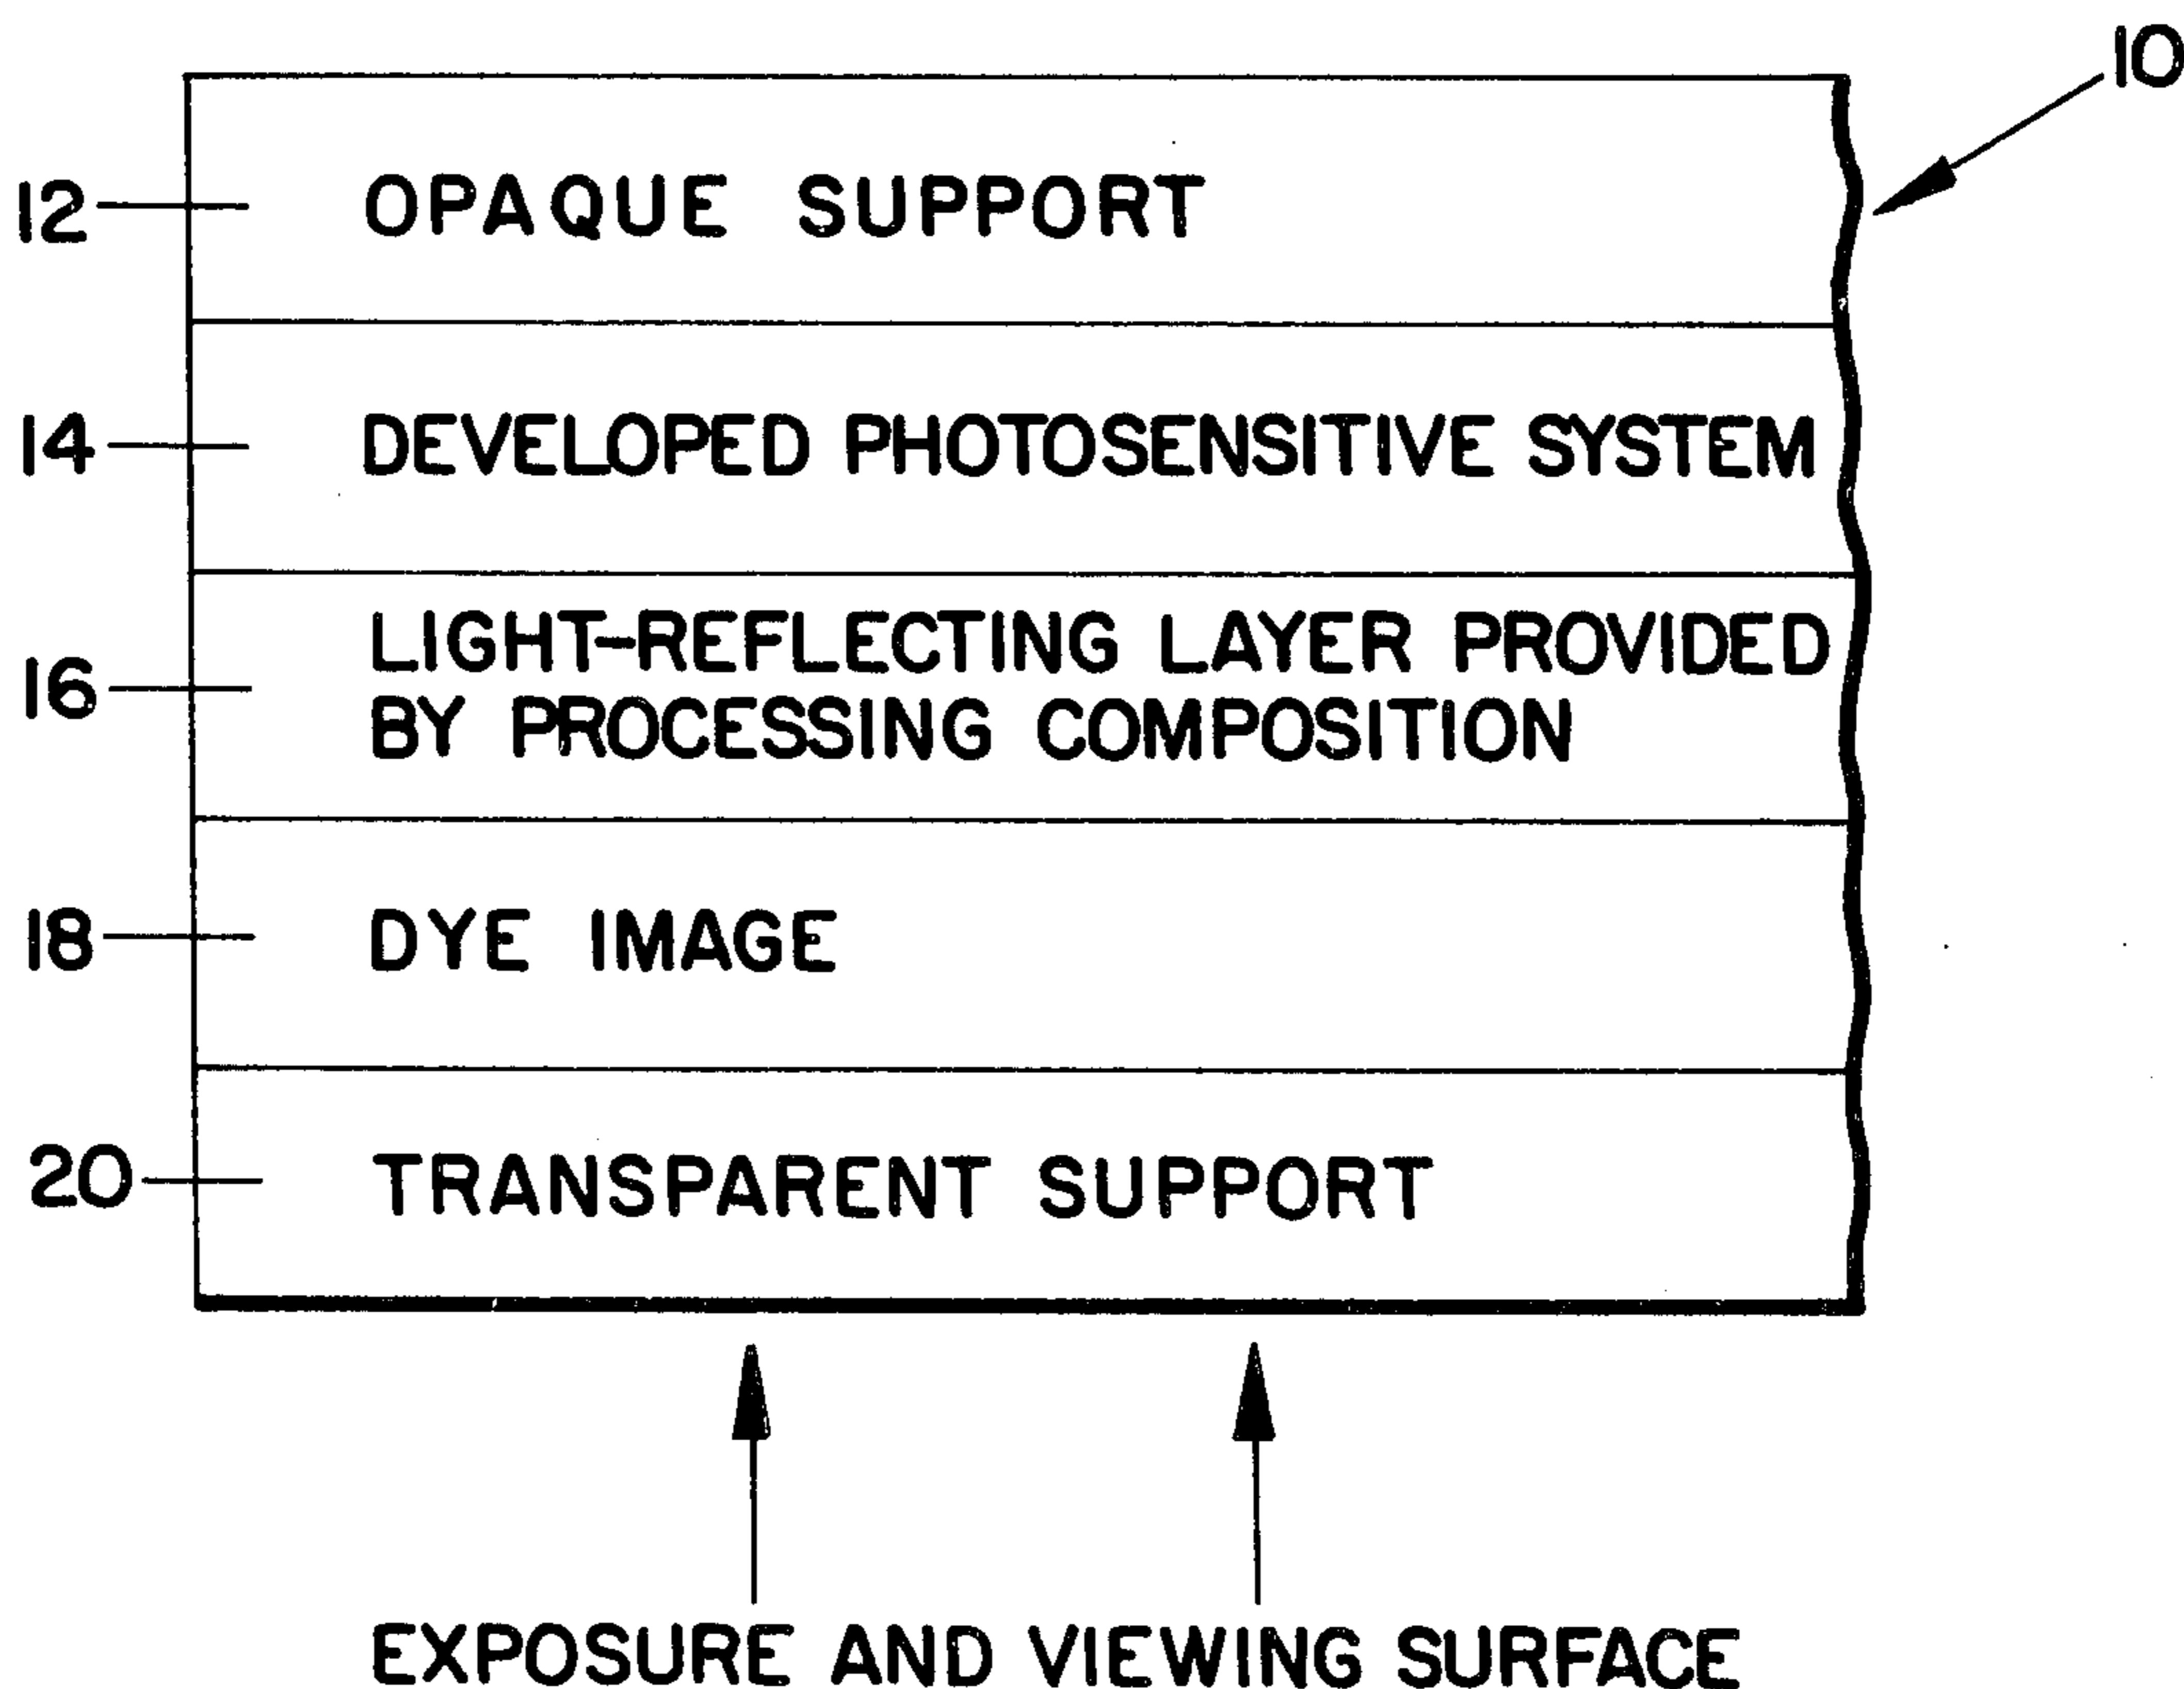 10
12 OPAQUE SUPPORT
14 DEVELOPED PHOTOSENSITIVE SYSTEM
16 LIGHT-REFLECTING LAYER PROVIDED
BY PROCESSING COMPOSITION
18 DYE IMAGE
20 TRANSPARENT SUPPORT
EXPOSURE AND VIEWING SURFACE